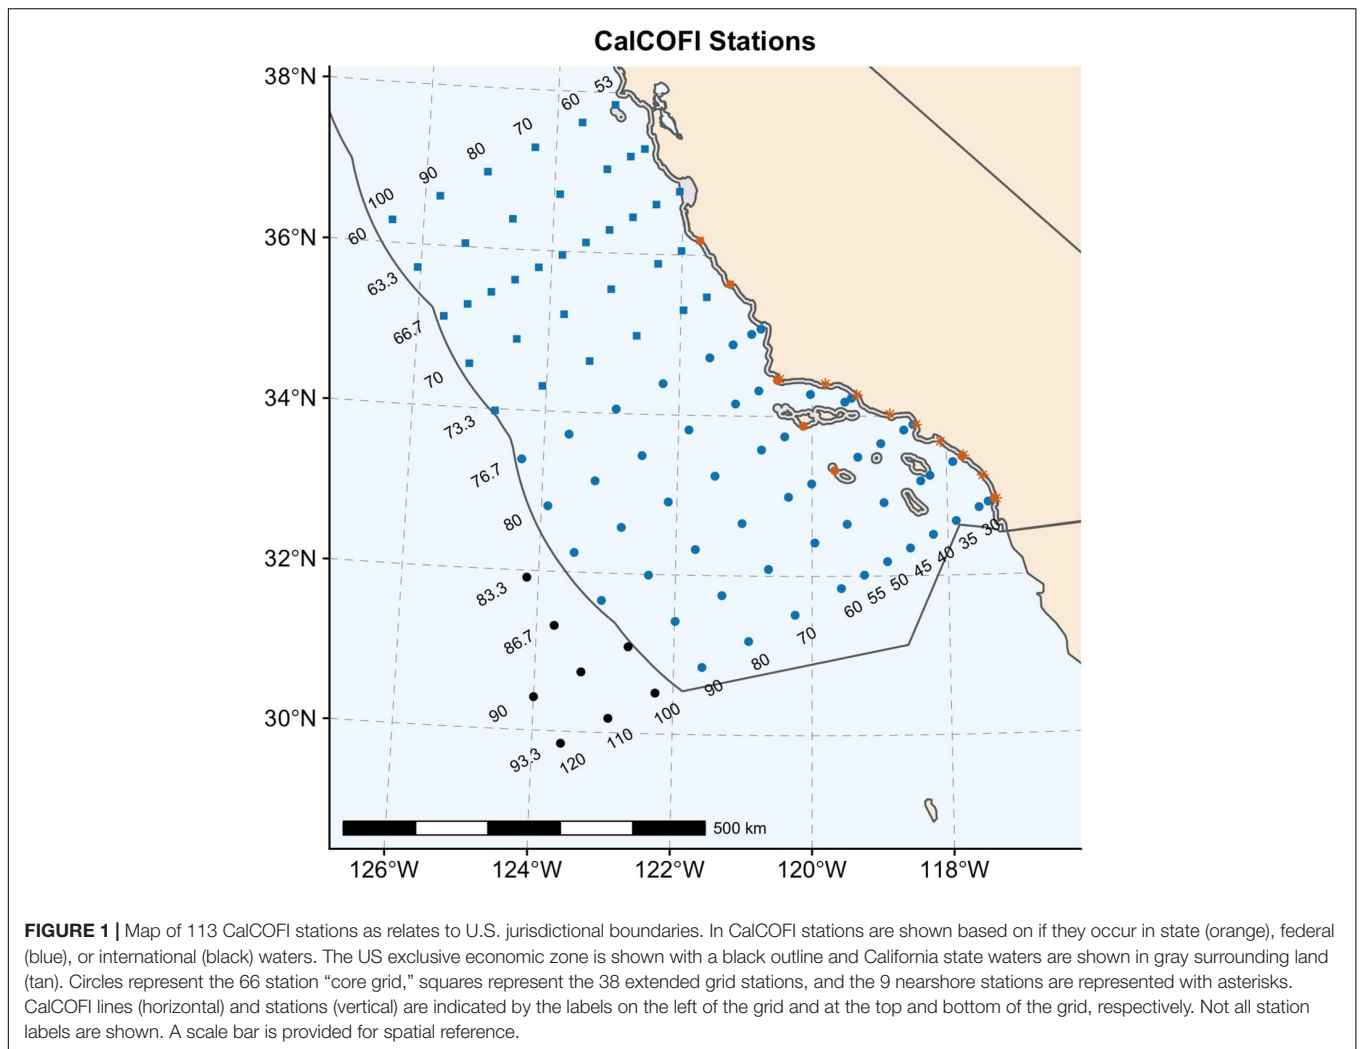 CalCOFI Stations
38°N
36°N
34°N
32°N
30°N
53
60
70
80
90
100
60
63.3
66.7
70
73.3
76.7
80
83.3
86.7
90
93.3
30
35
40
45
50
55
60
70
80
90
100
110
120
500 km
126°W 124°W 122°W 120°W 118°W
FIGURE 1 | Map of 113 CalCOFI stations as relates to U.S. jurisdictional boundaries. In CalCOFI stations are shown based on if they occur in state (orange), federal
(blue), or international (black) waters. The US exclusive economic zone is shown with a black outline and California state waters are shown in gray surrounding land
(tan). Circles represent the 66 station “core grid,” squares represent the 38 extended grid stations, and the 9 nearshore stations are represented with asterisks.
CalCOFI lines (horizontal) and stations (vertical) are indicated by the labels on the left of the grid and at the top and bottom of the grid, respectively. Not all station
labels are shown. A scale bar is provided for spatial reference.